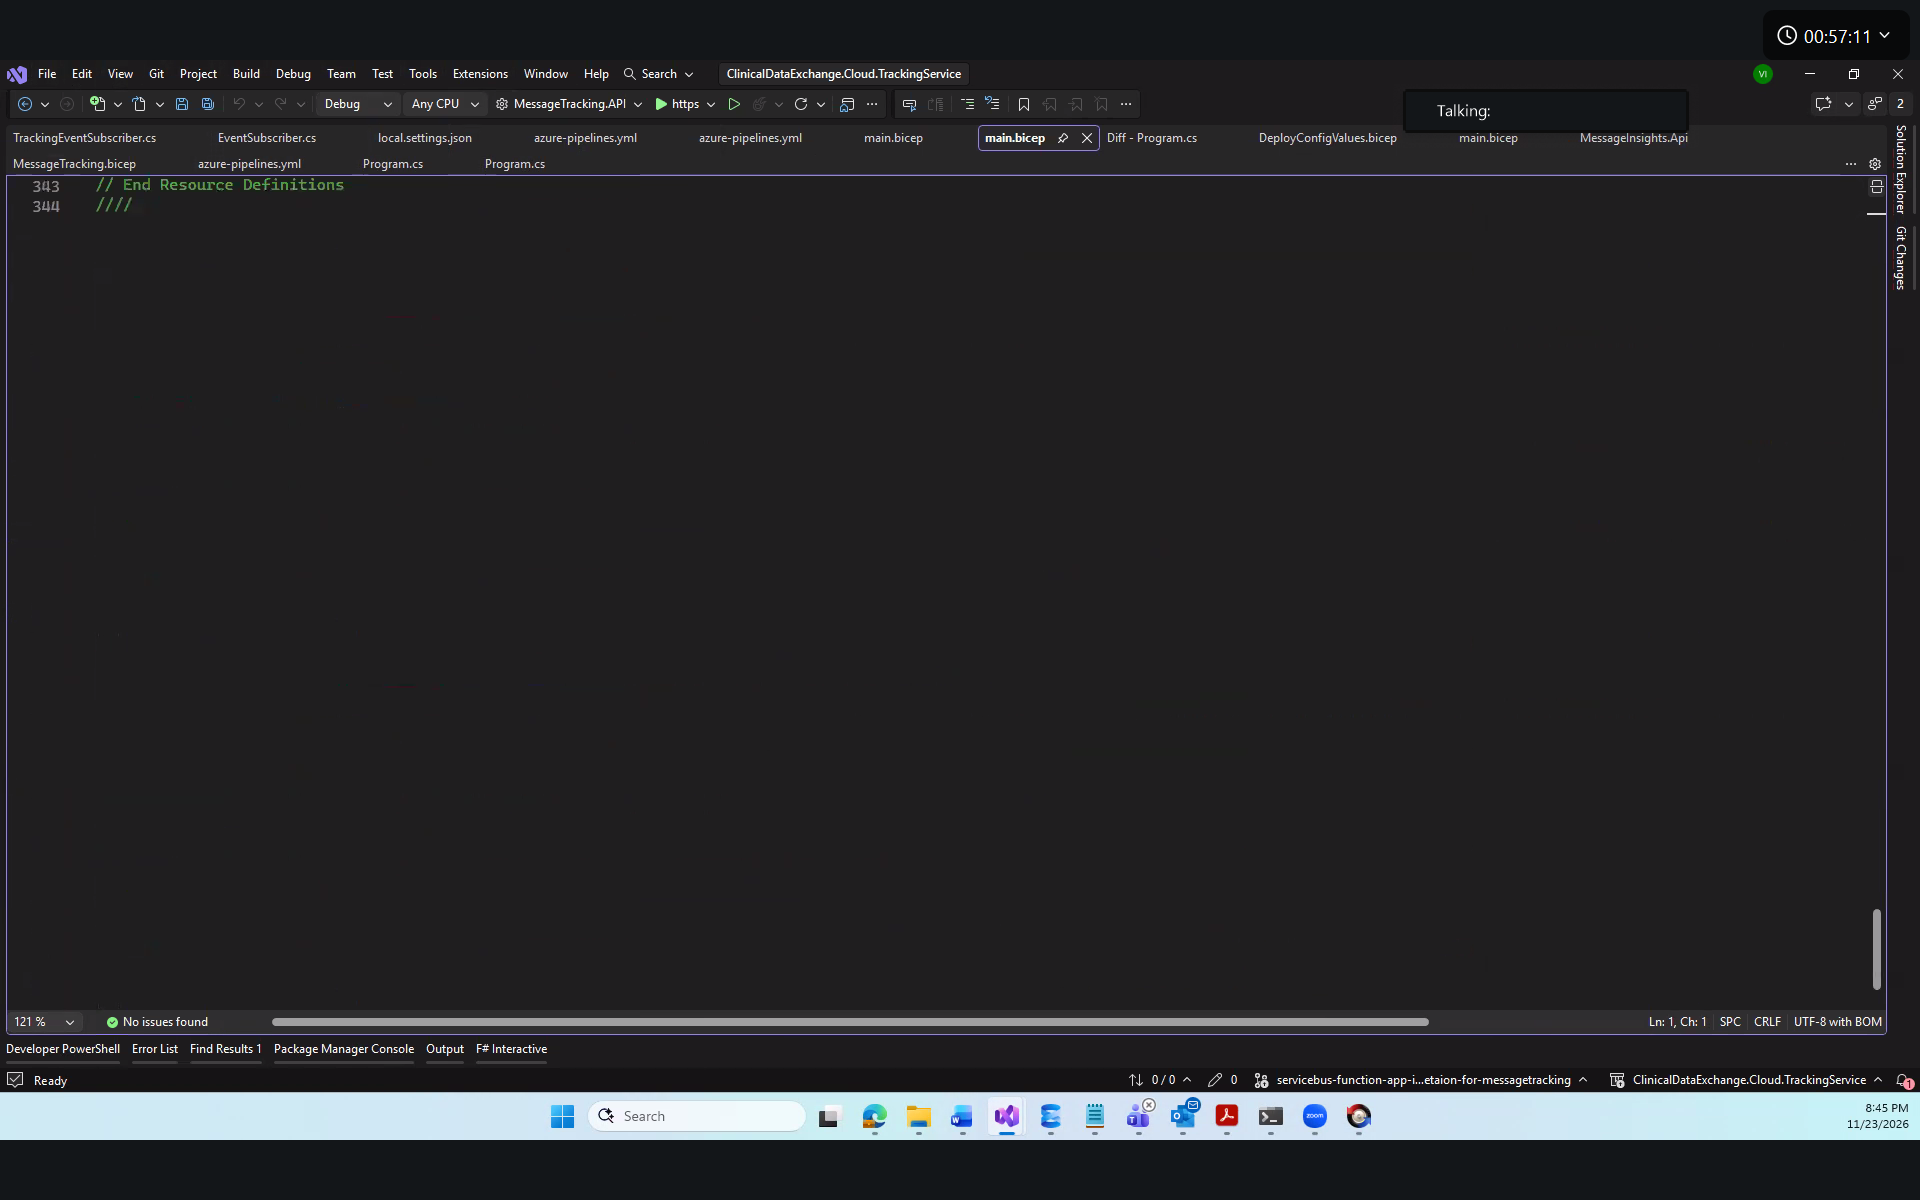 00:57:11
File Edit View Git Project Build Debug Team Test Tools Extensions Window Help Search ClinicalDataExchange.Cloud.TrackingService VI
Debug Any CPU MessageTracking.API https 2
Talking:
TrackingEventSubscriber.cs EventSubscriber.cs local.settings.json azure-pipelines.yml azure-pipelines.yml main.bicep main.bicep Diff - Program.cs DeployConfigValues.bicep main.bicep MessageInsights.Api
MessageTracking.bicep azure-pipelines.yml Program.cs Program.cs
343 // End Resource Definitions
344 ////
Solution Explorer
Git Changes
121 % No issues found Ln: 1, Ch: 1 SPC CRLF UTF-8 with BOM
Developer PowerShell Error List Find Results 1 Package Manager Console Output F# Interactive
Ready 0 / 0 0 servicebus-function-app-i...etaion-for-messagetracking ClinicalDataExchange.Cloud.TrackingService 1
Search zoom 8:45 PM
11/23/2026